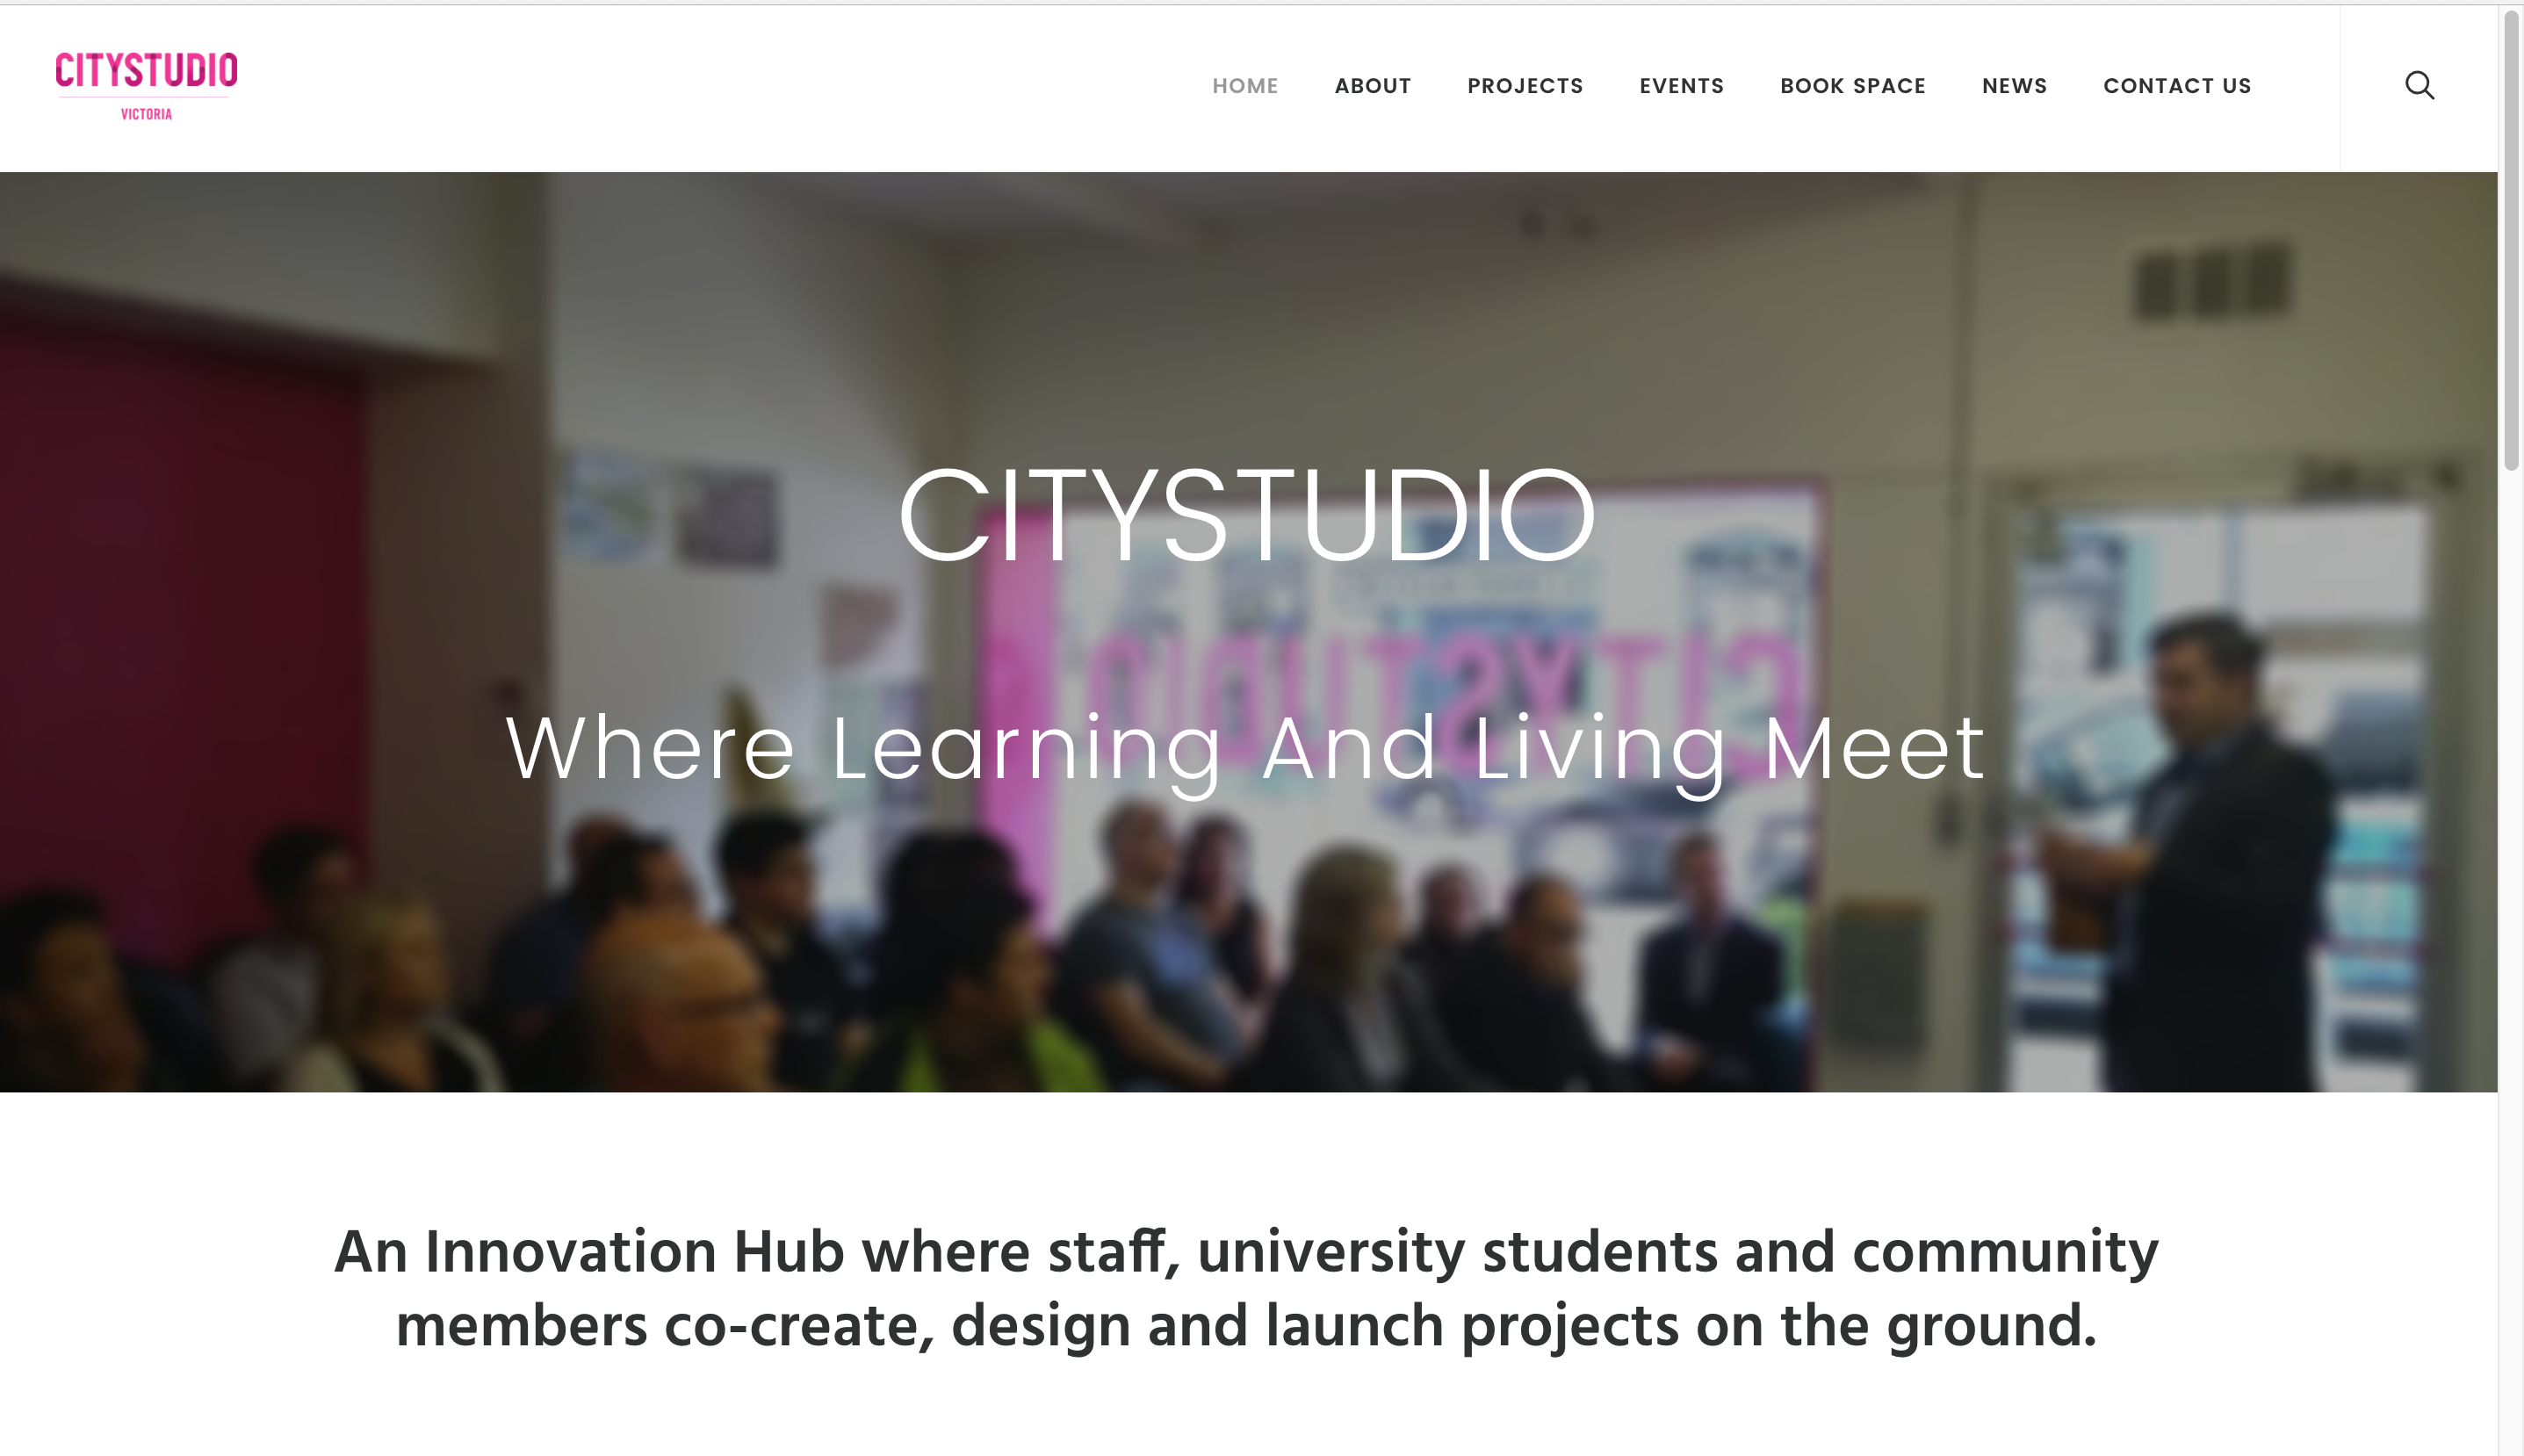 CITYSTUDIO
VICTORIA
HOME ABOUT PROJECTS EVENTS BOOK SPACE NEWS CONTACT US
CITYSTUDIO
CITYSTUDIO
Where Learning And Living Meet
An Innovation Hub where staff, university students and community
members co-create, design and launch projects on the ground.